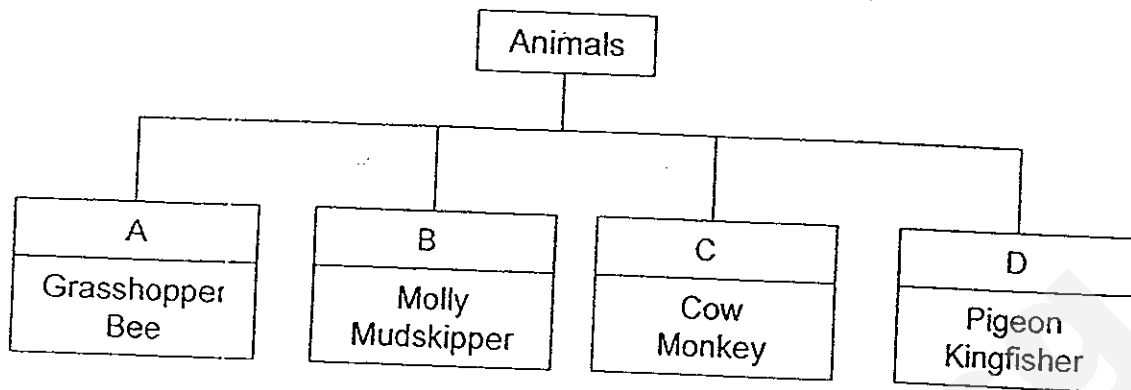 Animals
A
Grasshopper
Bee
B
Molly
Mudskipper
C
Cow
Monkey
D
Pigeon
Kingfisher